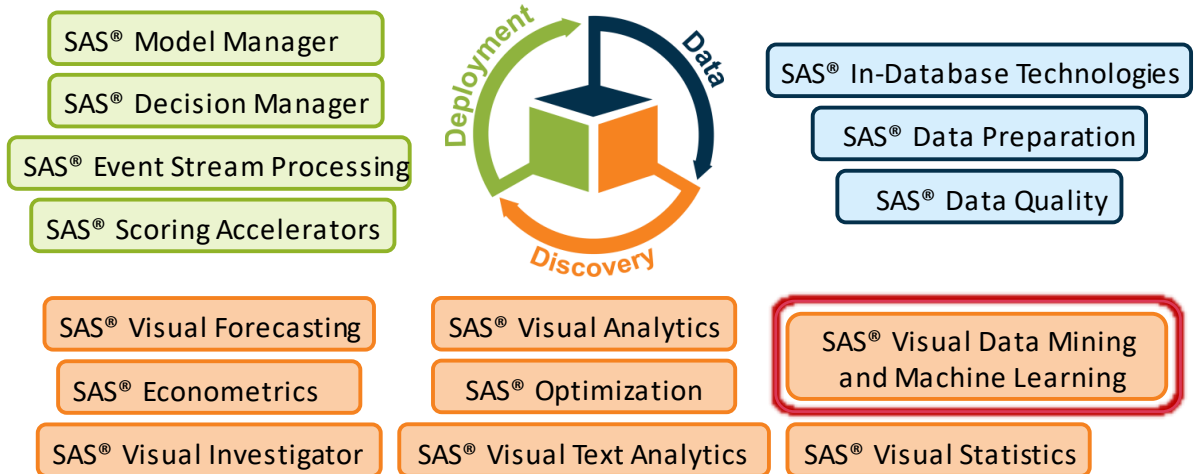 SAS® Model Manager
SAS® Decision Manager
SAS® Event Stream Processing
SAS® Scoring Accelerators
Deployment
Data
Discovery
SAS® In-Database Technologies
SAS® Data Preparation
SAS® Data Quality
SAS® Visual Forecasting
SAS® Econometrics
SAS® Visual Investigator
SAS® Visual Analytics
SAS® Optimization
SAS® Visual Text Analytics
SAS® Visual Data Mining
and Machine Learning
SAS® Visual Statistics